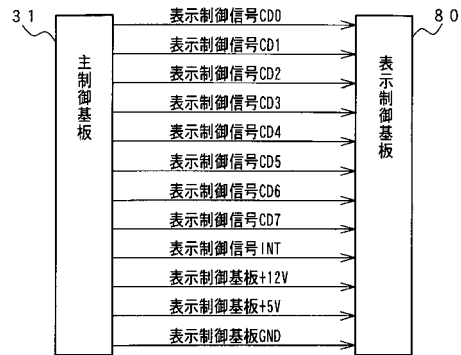 31
80
主制御基板
表示制御基板
表示制御信号CD0
表示制御信号CD1
表示制御信号CD2
表示制御信号CD3
表示制御信号CD4
表示制御信号CD5
表示制御信号CD6
表示制御信号CD7
表示制御信号INT
表示制御基板+12V
表示制御基板+5V
表示制御基板GND